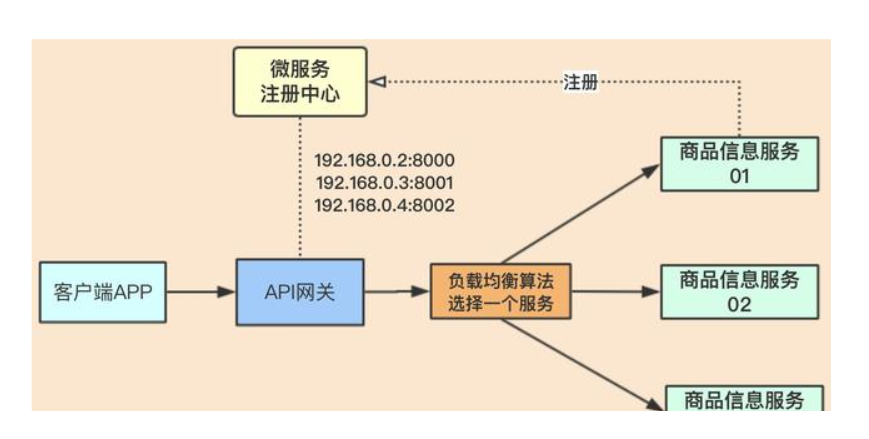 微服务
注册中心
注册
商品信息服务
01
192.168.0.2:8000
192.168.0.3:8001
192.168.0.4:8002
客户端APP
API网关
负载均衡算法
选择一个服务
商品信息服务
02
商品信息服务